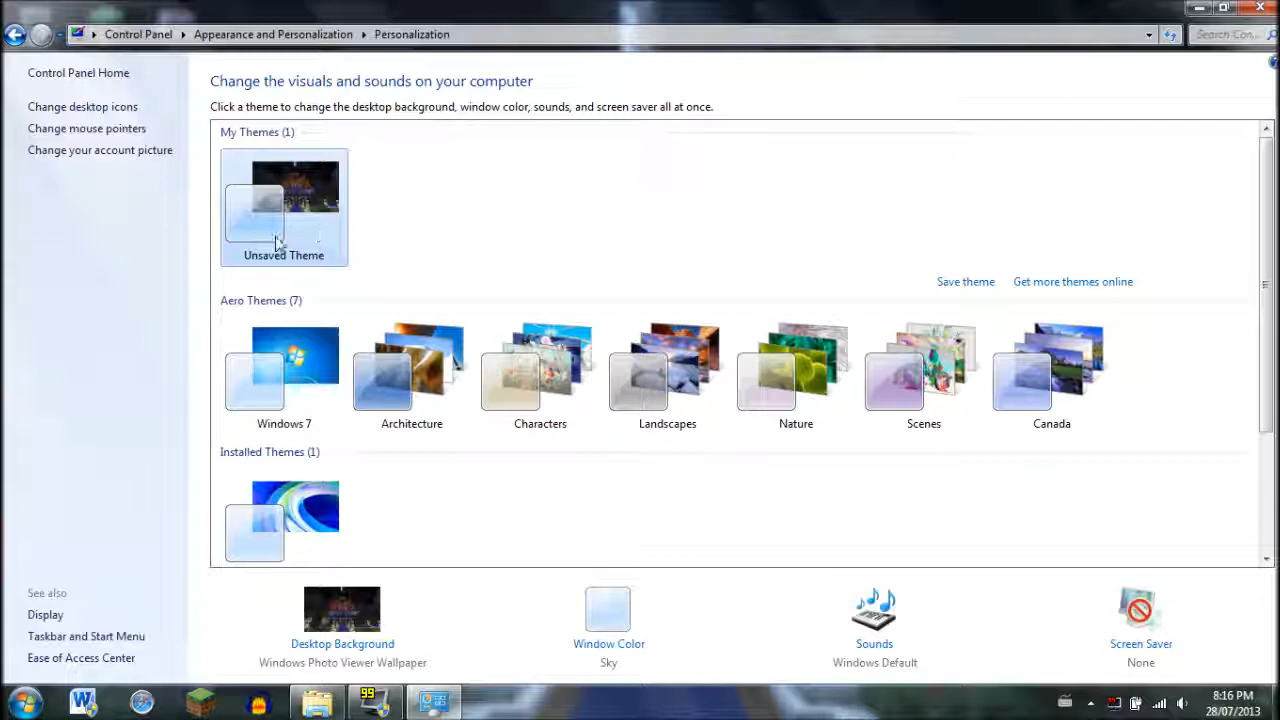 Control Panel
Appearance and Personalization
Personalization
Search Con...
Control Panel Home
Change desktop icons
Change mouse pointers
Change your account picture
Change the visuals and sounds on your computer
Click a theme to change the desktop background, window color, sounds, and screen saver all at once.
My Themes (1)
Unsaved Theme
Save theme
Get more themes online
Aero Themes (7)
Windows 7
Architecture
Characters
Landscapes
Nature
Scenes
Canada
Installed Themes (1)
See also
Display
Taskbar and Start Menu
Ease of Access Center
Desktop Background
Windows Photo Viewer Wallpaper
Window Color
Sky
Sounds
Windows Default
Screen Saver
None
99
8:16 PM
28/07/2013